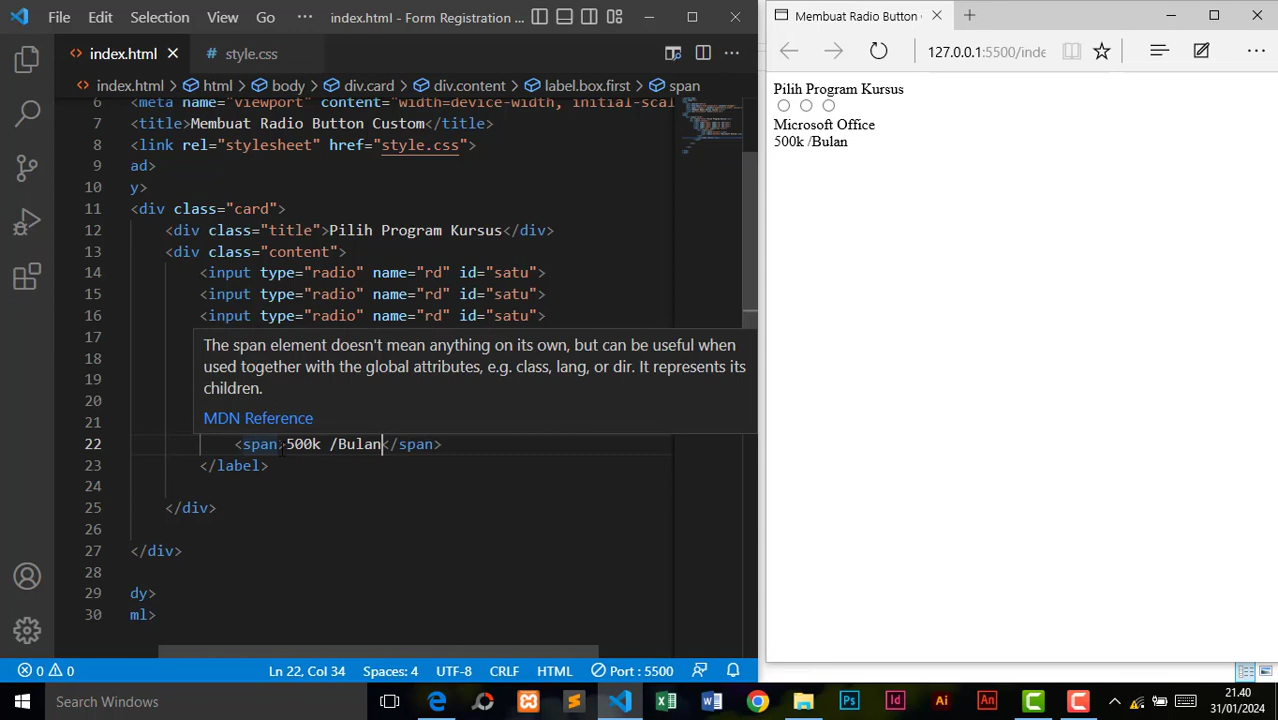 File Edit Selection View Go ··· index.html - Form Registration ...
index.html
style.css
index.html > html > body > div.card > div.content > label.box.first > span
6 <meta name="viewport" content="width=device-width, initial-scal
7 <title>Membuat Radio Button Custom</title>
8 <link rel="stylesheet" href="style.css">
9 ad>
10 y>
11 <div class="card">
12 <div class="title">Pilih Program Kursus</div>
13 <div class="content">
14 <input type="radio" name="rd" id="satu">
15 <input type="radio" name="rd" id="satu">
16 <input type="radio" name="rd" id="satu">
17
18
19
20
21
The span element doesn't mean anything on its own, but can be useful when
used together with the global attributes, e.g. class, lang, or dir. It represents its
children.
MDN Reference
22 <span>500k /Bulan</span>
23 </label>
24
25 </div>
26
27 </div>
28
29 dy>
30 ml>
0 0 Ln 22, Col 34 Spaces: 4 UTF-8 CRLF HTML Port : 5500
Membuat Radio Button
127.0.0.1:5500/inde
Pilih Program Kursus
Microsoft Office
500k /Bulan
Search Windows
Ps Id Ai An
21.40
31/01/2024